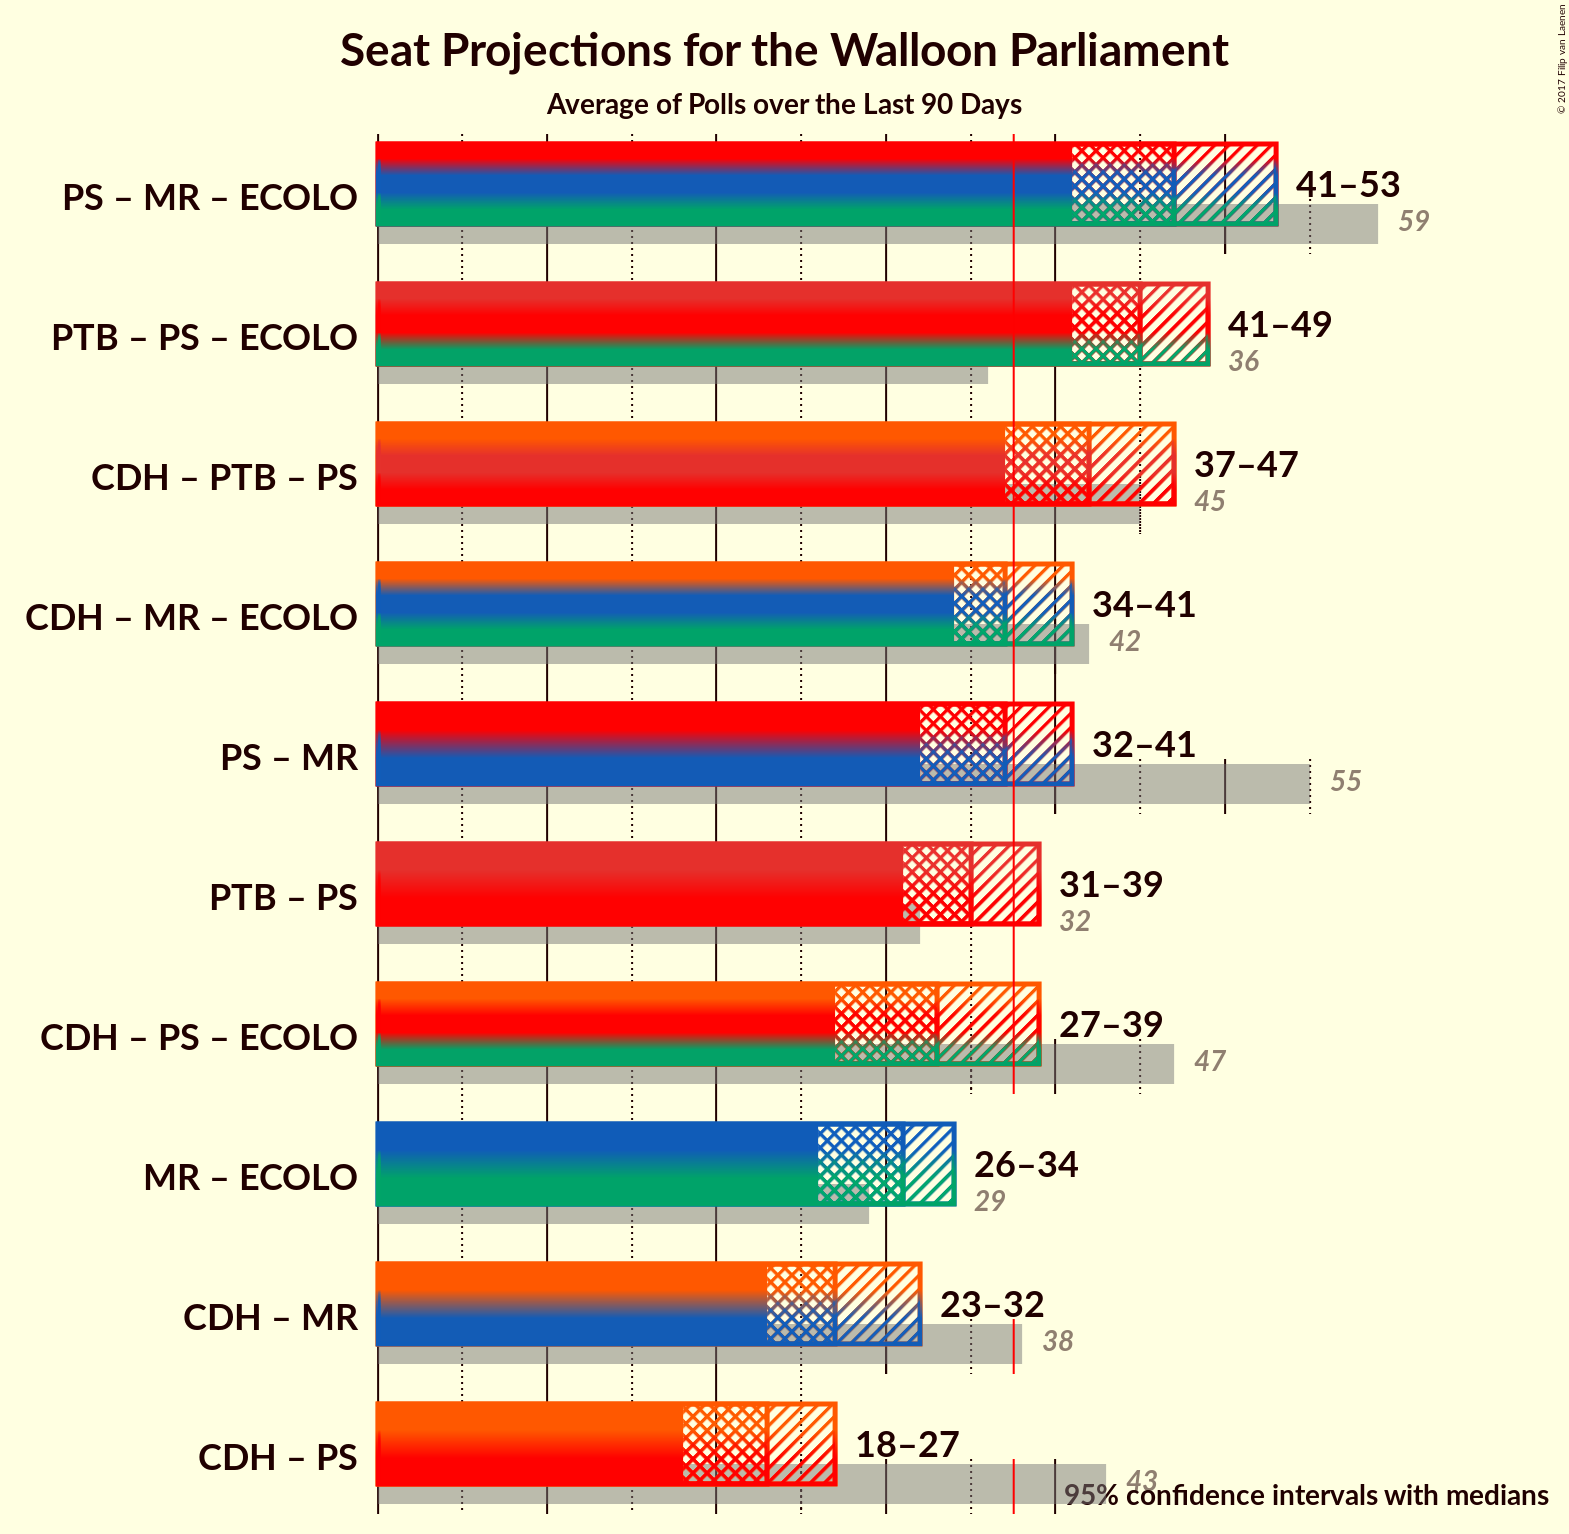 © 2017 Filip van Laenen
Seat Projections for the Walloon Parliament
Average of Polls over the Last 90 Days
PS – MR – ECOLO 41–53
59
PTB – PS – ECOLO 41–49
36
CDH – PTB – PS 37–47
45
CDH – MR – ECOLO 34–41
42
PS – MR 32–41
55
PTB – PS 31–39
32
CDH – PS – ECOLO 27–39
47
MR – ECOLO 26–34
29
CDH – MR 23–32
38
CDH – PS 18–27
43
95% confidence intervals with medians